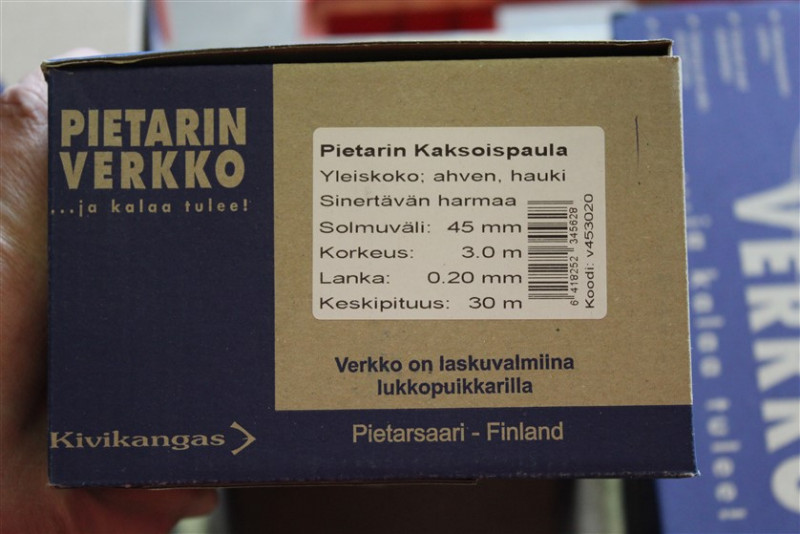 PIETARIN
VERKKO
...ja kalaa tulee!
Pietarin Kaksoispaula
Yleiskoko; ahven, hauki
Sinertävän harmaa
Solmuväli: 45 mm
Korkeus: 3.0 m
Lanka: 0.20 mm
Keskipituus: 30 m
6 418252 345628
Koodi: v453020
Verkko on laskuvalmiina
lukkopuikkarilla
Kivikangas
Pietarsaari - Finland
VERKKO
ja kalaa tulee!